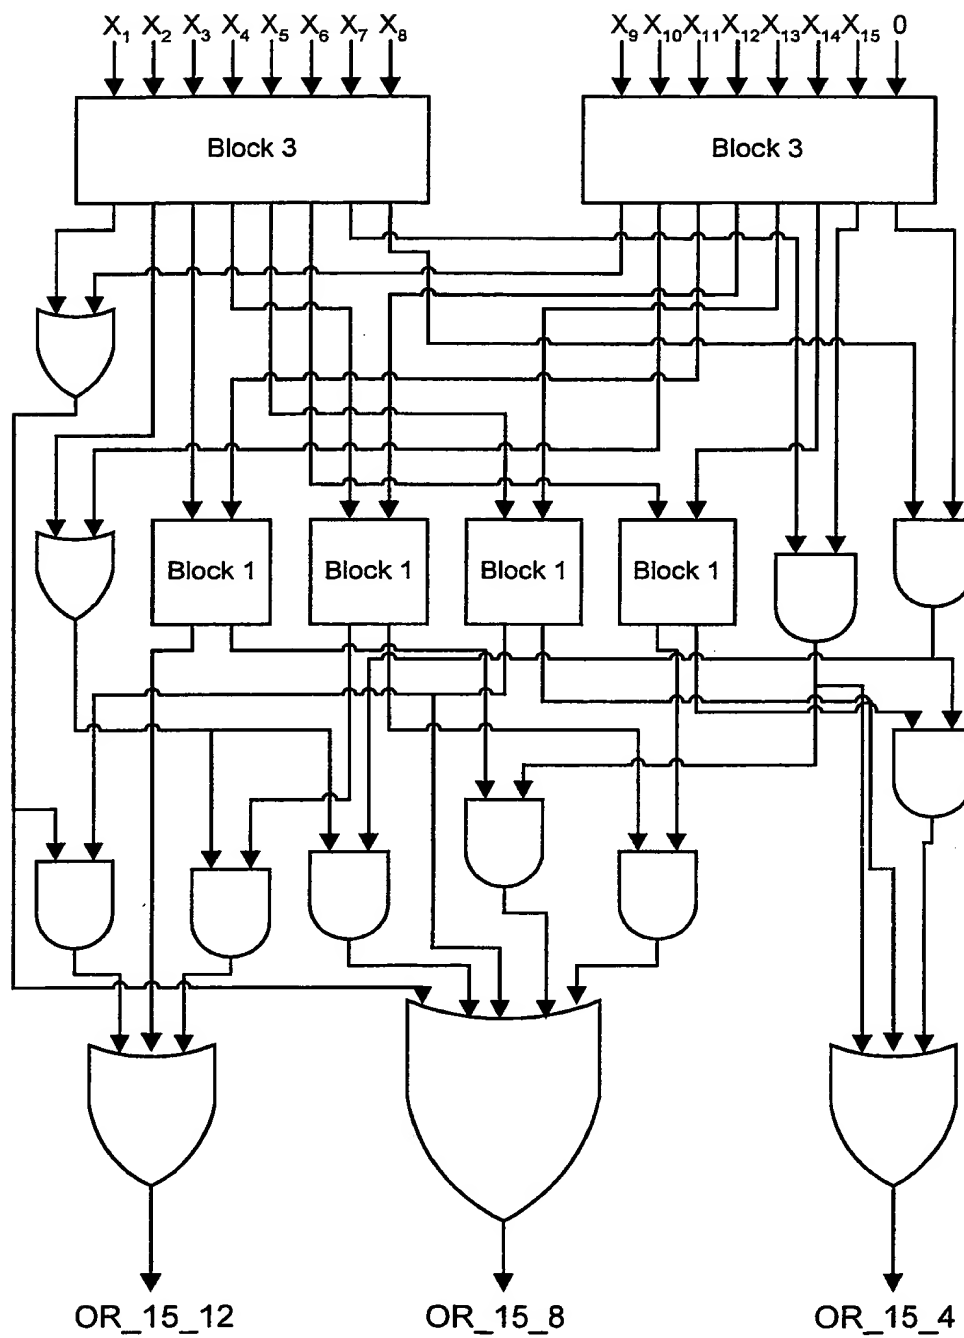 X1 X2 X3 X4 X5 X6 X7 X8 X9 X10 X11 X12 X13 X14 X15 0
Block 3 Block 3
Block 1 Block 1 Block 1 Block 1
OR_15_12 OR_15_8 OR_15_4